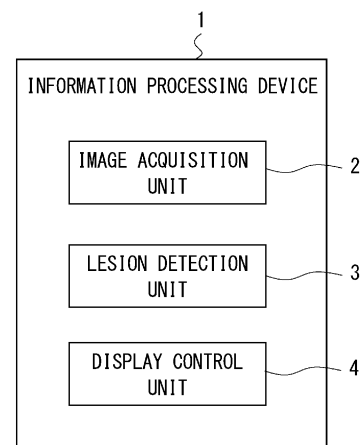 1
INFORMATION PROCESSING DEVICE
IMAGE ACQUISITION
UNIT
2
LESION DETECTION
UNIT
3
DISPLAY CONTROL
UNIT
4